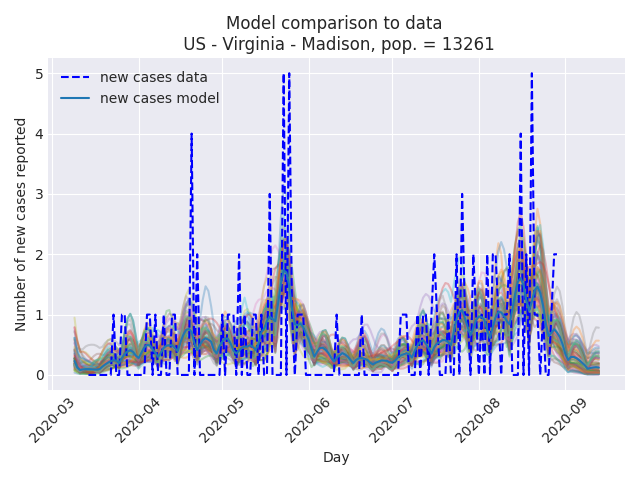 Model comparison to data
US - Virginia - Madison, pop. = 13261
new cases data
new cases model
Number of new cases reported
5
4
3
2
1
0
2020-03
2020-04
2020-05
2020-06
2020-07
2020-08
2020-09
Day